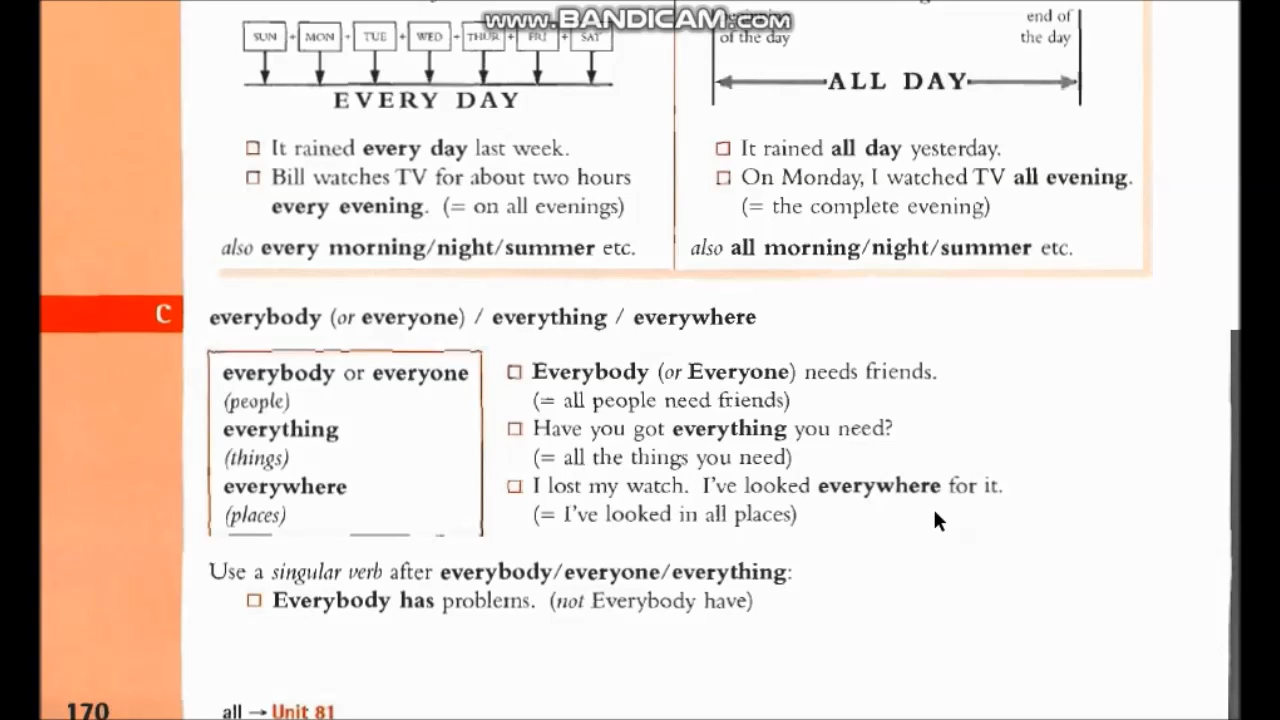 www.BANDICAM.com
SUN + MON + TUE + WED + THUR + FRI + SAT
EVERY DAY
It rained every day last week.
Bill watches TV for about two hours
every evening. (= on all evenings)
also every morning/night/summer etc.
end of
of the day
the day
ALL DAY
It rained all day yesterday.
On Monday, I watched TV all evening.
(= the complete evening)
also all morning/night/summer etc.
C
everybody (or everyone) / everything / everywhere
everybody or everyone
(people)
everything
(things)
everywhere
(places)
Everybody (or Everyone) needs friends.
(= all people need friends)
Have you got everything you need?
(= all the things you need)
I lost my watch. I've looked everywhere for it.
(= I've looked in all places)
Use a singular verb after everybody/everyone/everything:
Everybody has problems. (not Everybody have)
170
all → Unit 81